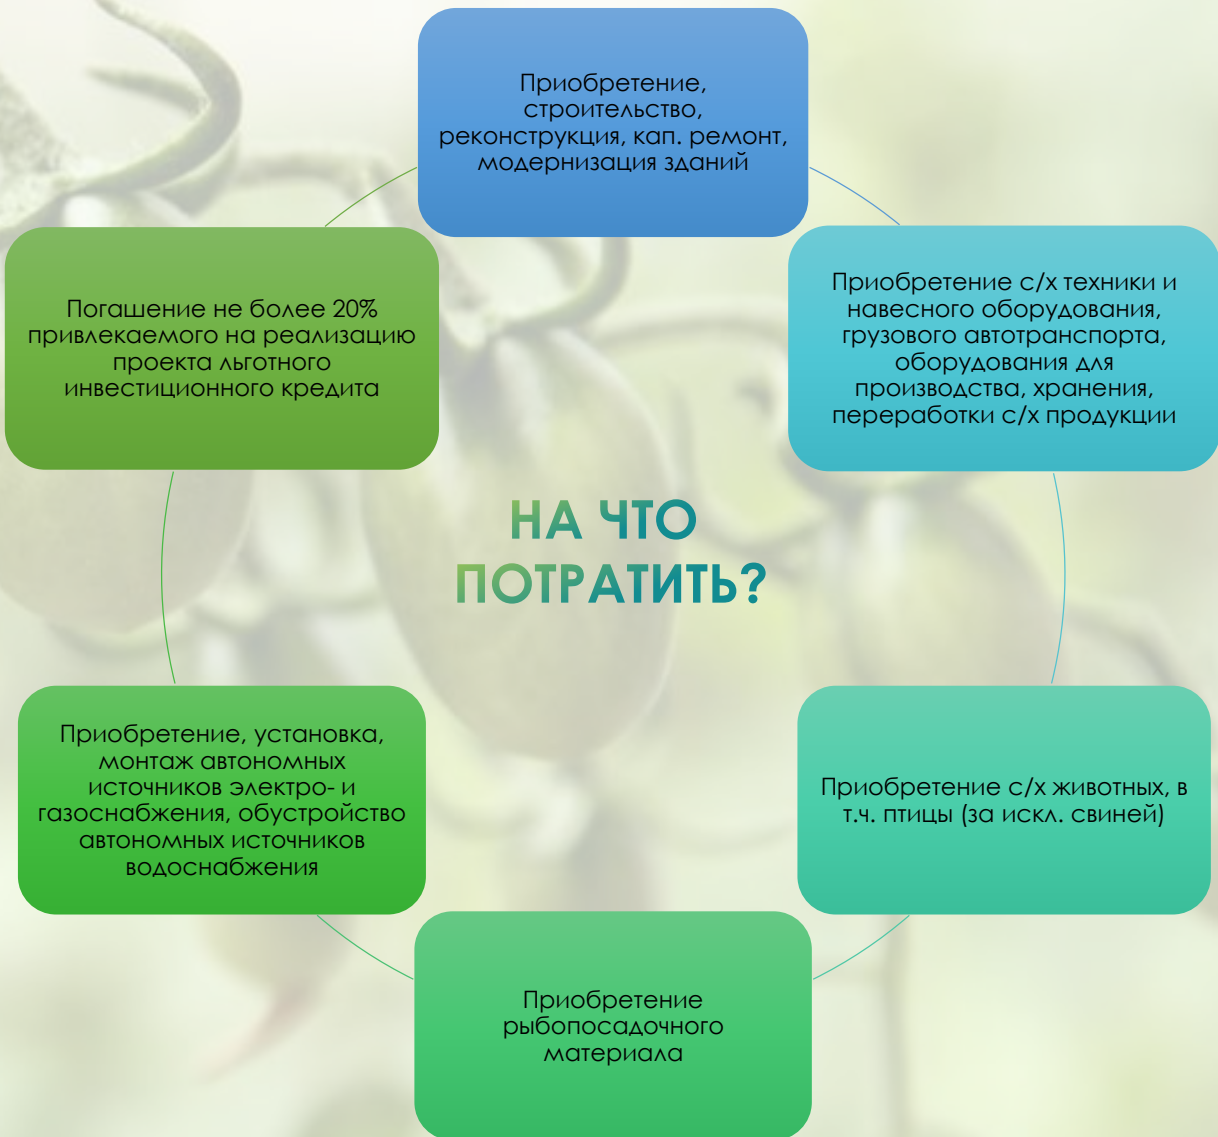 Приобретение,
строительство,
реконструкция, кап. ремонт,
модернизация зданий
Приобретение с/х техники и
навесного оборудования,
грузового автотранспорта,
оборудования для
производства, хранения,
переработки с/х продукции
Приобретение с/х животных, в
т.ч. птицы (за искл. свиней)
Приобретение
рыбопосадочного
материала
Приобретение, установка,
монтаж автономных
источников электро- и
газоснабжения, обустройство
автономных источников
водоснабжения
Погашение не более 20%
привлекаемого на реализацию
проекта льготного
инвестиционного кредита
НА ЧТО
ПОТРАТИТЬ?